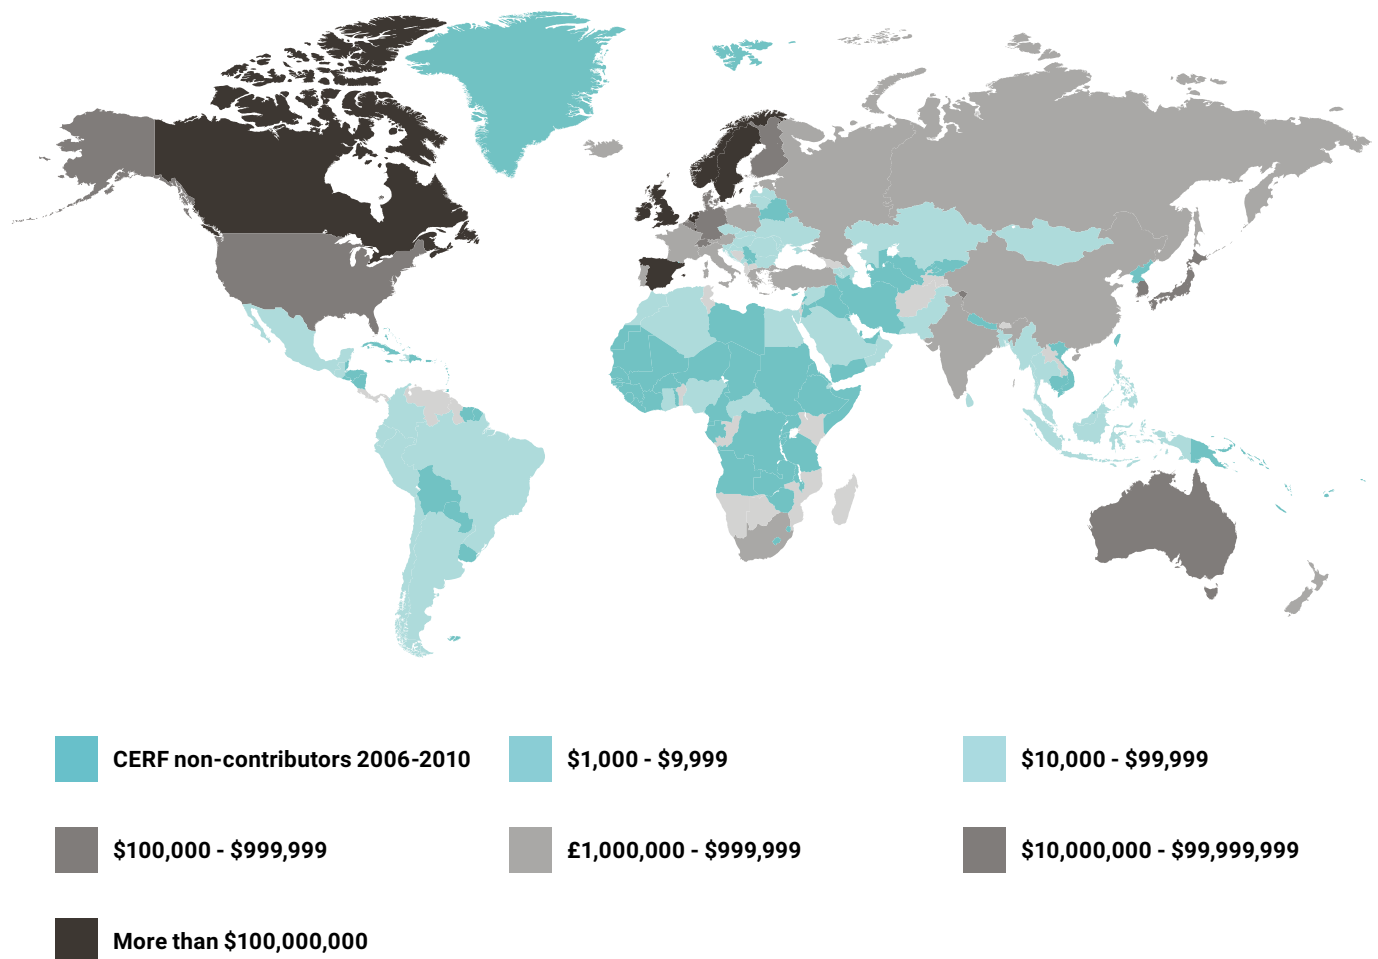 CERF non-contributors 2006-2010
$1,000 - $9,999
$10,000 - $99,999
$100,000 - $999,999
£1,000,000 - $999,999
$10,000,000 - $99,999,999
More than $100,000,000